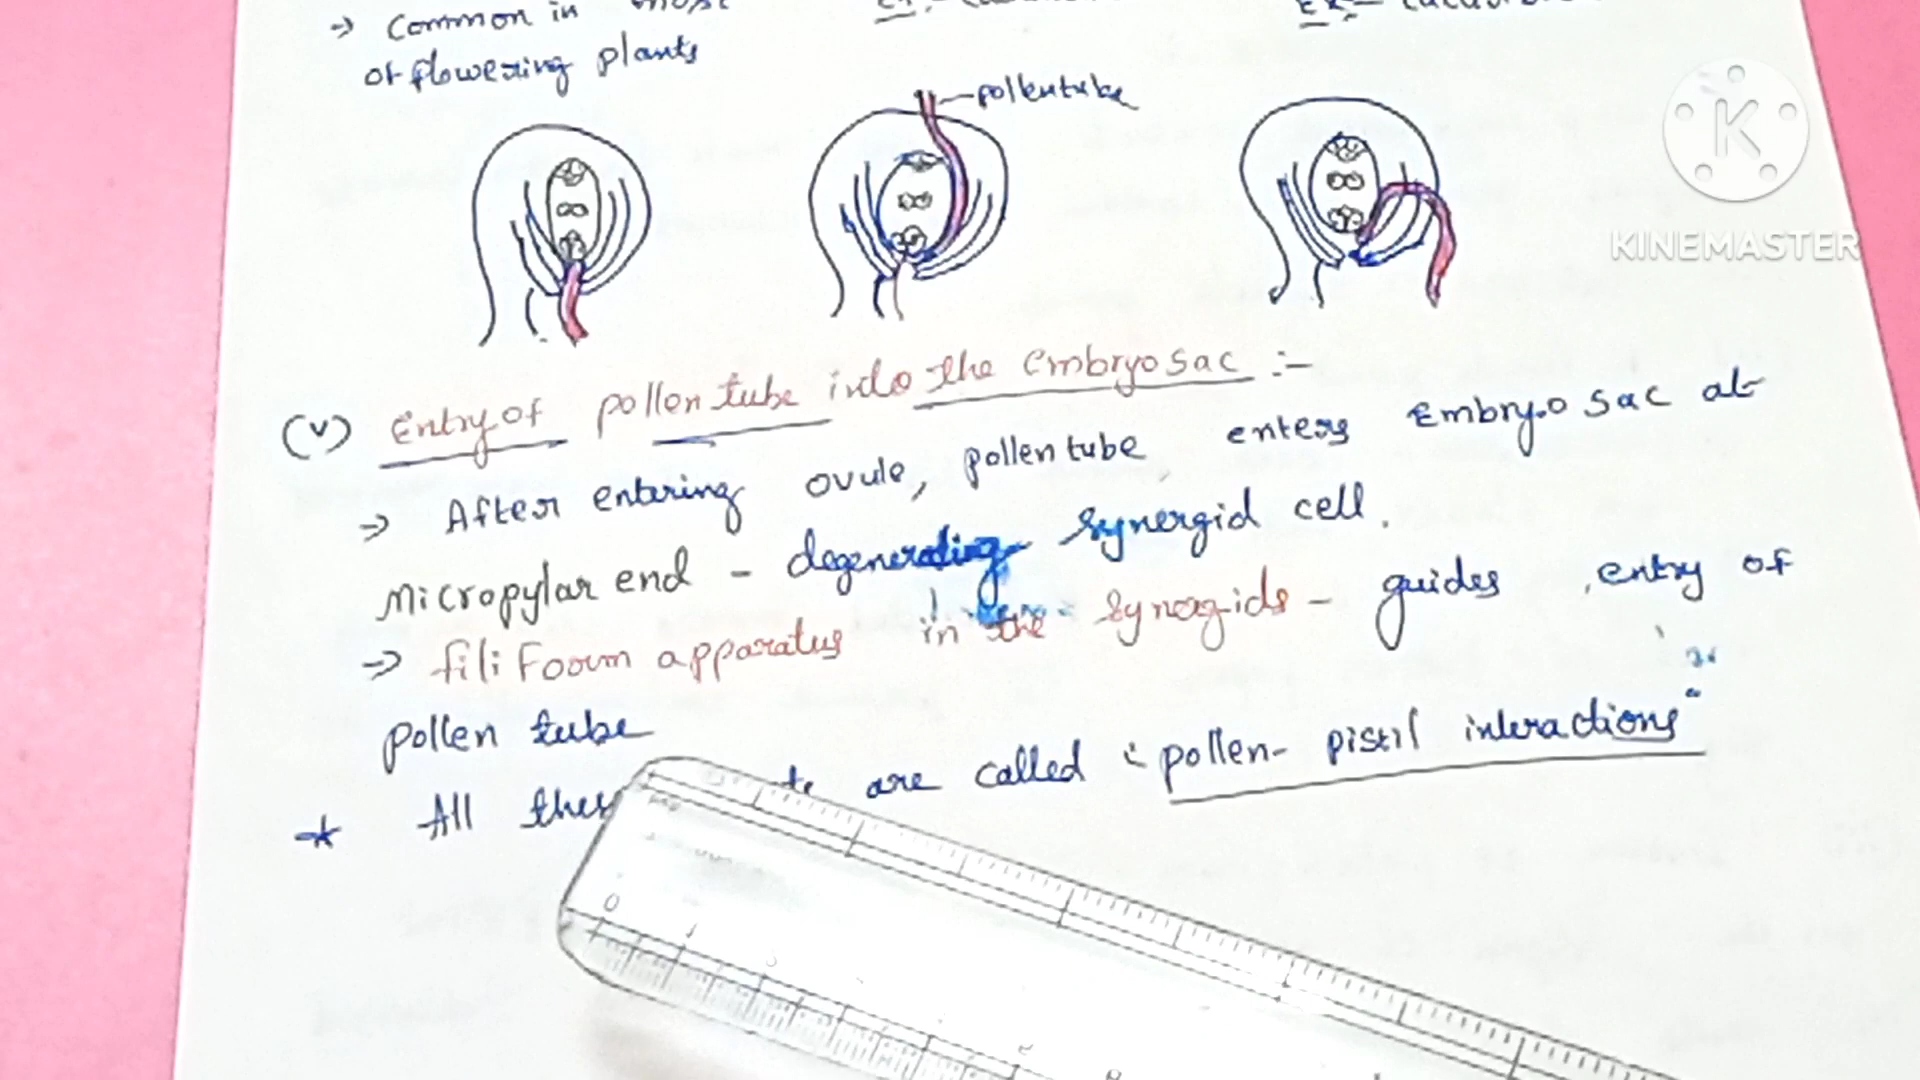 → Common in
of flowering plants
pollentube
KINEMASTER
(v) Entry of pollen tube into the Embryo sac :-
→ After entering ovule, pollen tube enters Embryo sac at
Micropylar end - degenerating synergid cell.
→ filiform apparatus in the synergids - guides entry of
pollen tube
* All are called "pollen- pistil interactions"
0